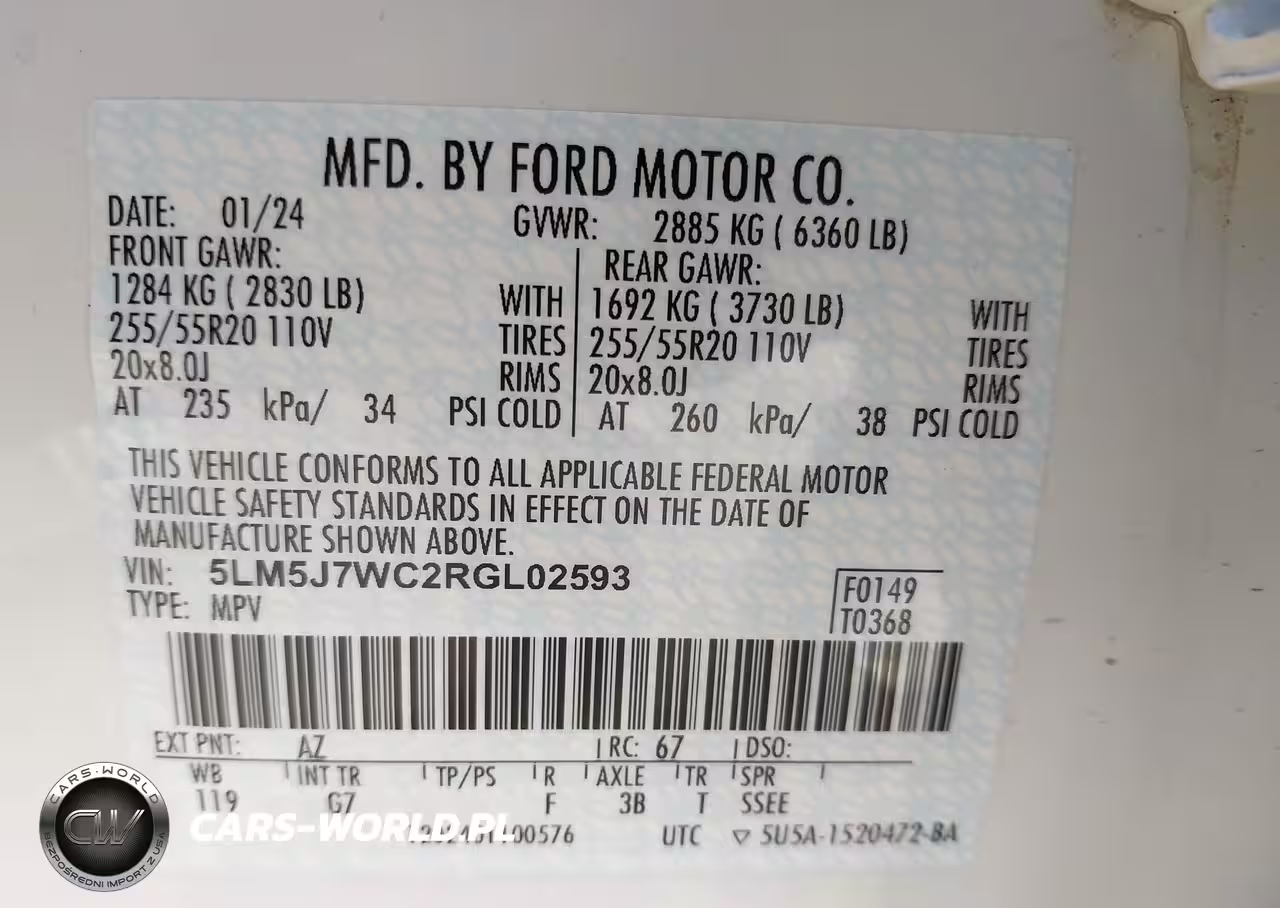 MFD. BY FORD MOTOR CO.
DATE: 01/24 GVWR: 2885 KG ( 6360 LB)
FRONT GAWR: REAR GAWR:
1284 KG ( 2830 LB) WITH 1692 KG ( 3730 LB) WITH
255/55R20 110V TIRES 255/55R20 110V TIRES
20x8.0J RIMS 20x8.0J RIMS
AT 235 kPa/ 34 PSI COLD AT 260 kPa/ 38 PSI COLD
THIS VEHICLE CONFORMS TO ALL APPLICABLE FEDERAL MOTOR
VEHICLE SAFETY STANDARDS IN EFFECT ON THE DATE OF
MANUFACTURE SHOWN ABOVE.
VIN: 5LM5J7WC2RGL02593
TYPE: MPV
F0149
T0368
EXT PNT: AZ RC: 67 DSO:
WB INT TR TP/PS R AXLE TR SPR
119 G7 F 3B T SSEE
UTC ▽ 5U5A-1520472-BA
CARS-WORLD
CW
BEZPOŚREDNI IMPORT Z USA
CARS-WORLD.PL